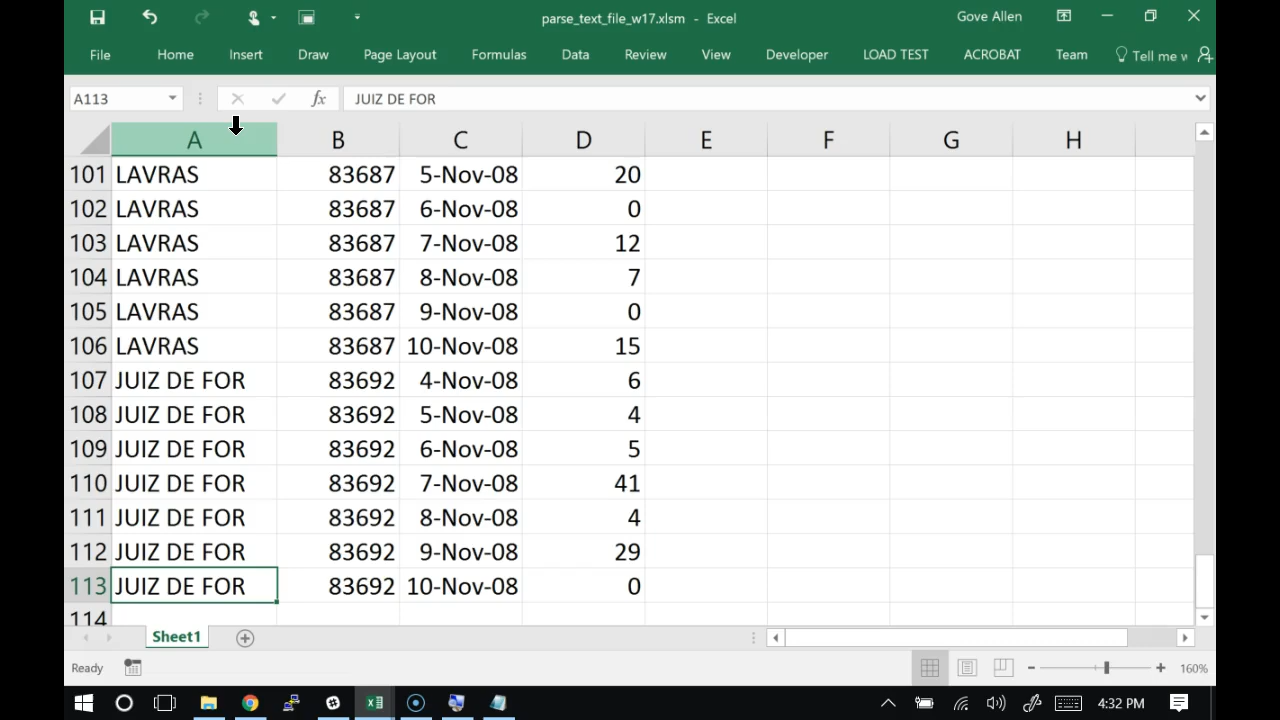 parse_text_file_w17.xlsm - Excel
Gove Allen
File Home Insert Draw Page Layout Formulas Data Review View Developer LOAD TEST ACROBAT Team Tell me w
A113 fx JUIZ DE FOR
A B C D E F G H
101 LAVRAS 83687 5-Nov-08 20
102 LAVRAS 83687 6-Nov-08 0
103 LAVRAS 83687 7-Nov-08 12
104 LAVRAS 83687 8-Nov-08 7
105 LAVRAS 83687 9-Nov-08 0
106 LAVRAS 83687 10-Nov-08 15
107 JUIZ DE FOR 83692 4-Nov-08 6
108 JUIZ DE FOR 83692 5-Nov-08 4
109 JUIZ DE FOR 83692 6-Nov-08 5
110 JUIZ DE FOR 83692 7-Nov-08 41
111 JUIZ DE FOR 83692 8-Nov-08 4
112 JUIZ DE FOR 83692 9-Nov-08 29
113 JUIZ DE FOR 83692 10-Nov-08 0
114
Sheet1
Ready 160%
4:32 PM